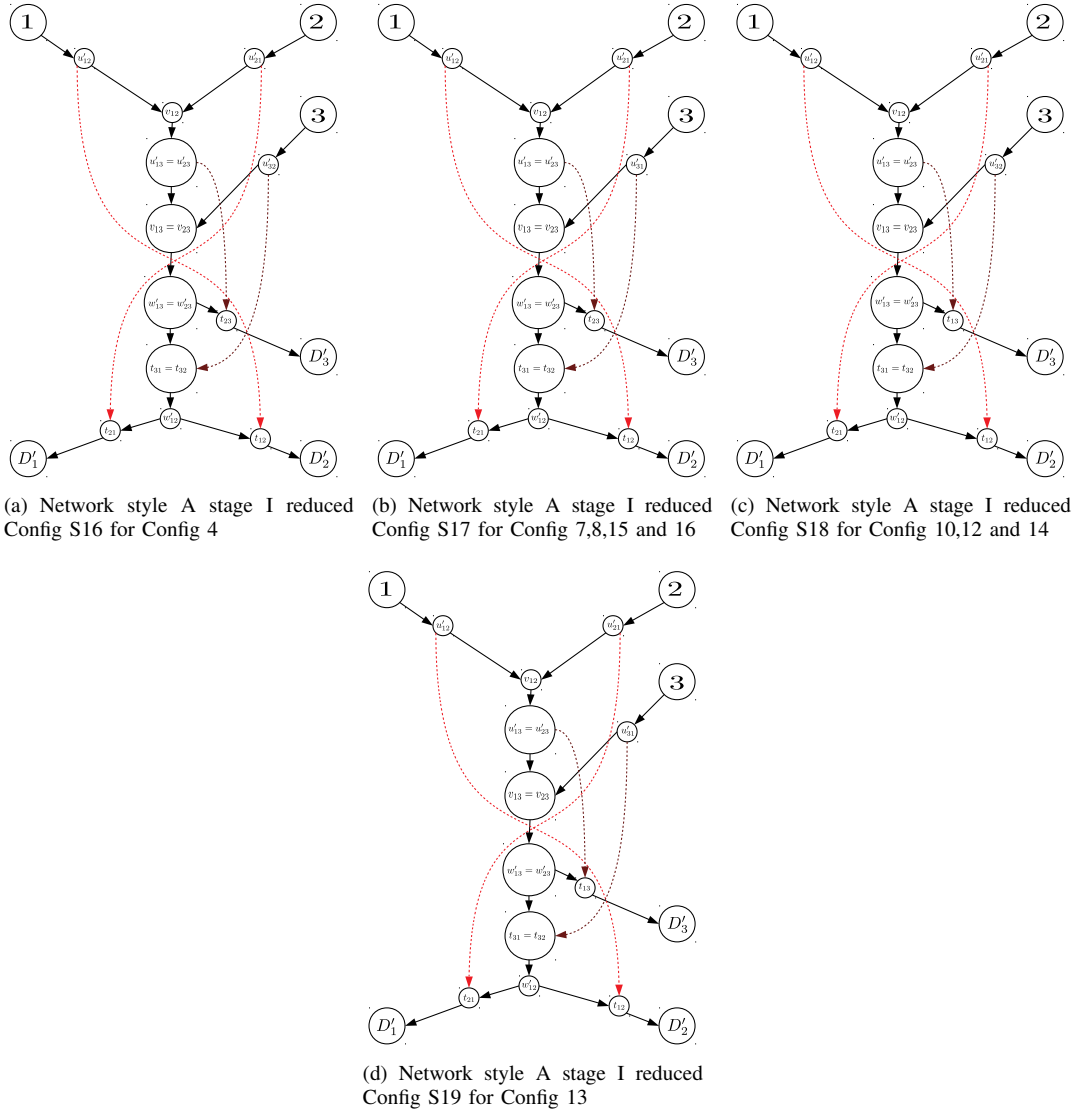 1
2
u′12
u′21
v12
3
u′13 = u′23
u′32
v13 = v23
w′13 = w′23
t23
D′3
t31 = t32
w′12
t21
t12
D′1
D′2
(a) Network style A stage I reduced
Config S16 for Config 4
1
2
u′12
u′21
v12
3
u′13 = u′23
u′31
v13 = v23
w′13 = w′23
t23
D′3
t31 = t32
w′12
t21
t12
D′1
D′2
(b) Network style A stage I reduced
Config S17 for Config 7,8,15 and 16
1
2
u′12
u′21
v12
3
u′13 = u′23
u′32
v13 = v23
w′13 = w′23
t13
D′3
t31 = t32
w′12
t21
t12
D′1
D′2
(c) Network style A stage I reduced
Config S18 for Config 10,12 and 14
1
2
u′12
u′21
v12
3
u′13 = u′23
u′31
v13 = v23
w′13 = w′23
t13
D′3
t31 = t32
w′12
t21
t12
D′1
D′2
(d) Network style A stage I reduced
Config S19 for Config 13